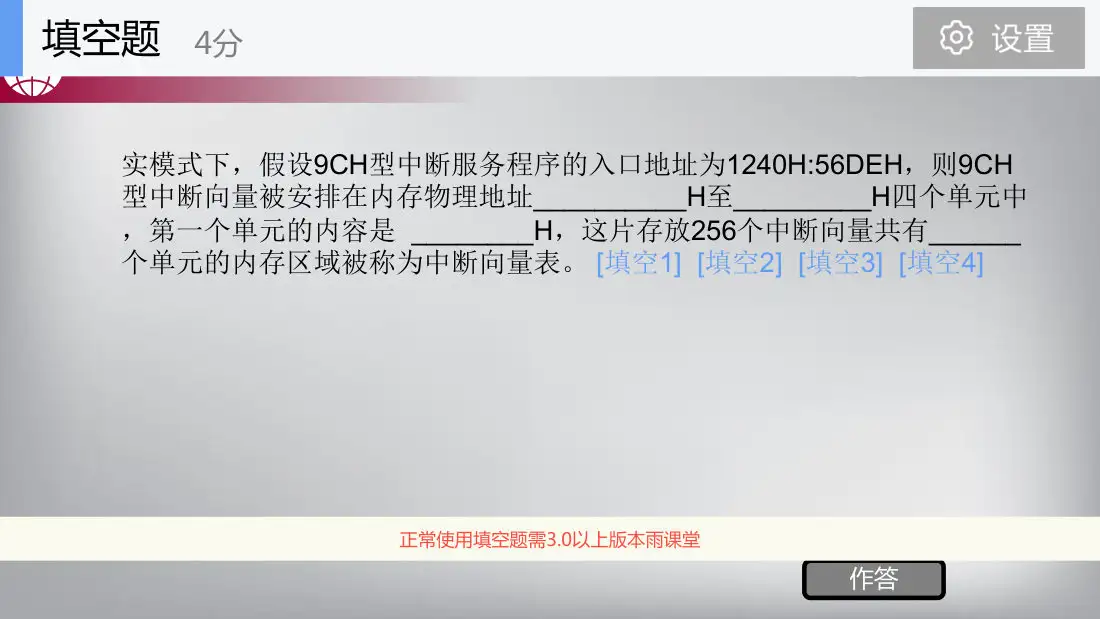 填空题 4分 设置
实模式下，假设9CH型中断服务程序的入口地址为1240H:56DEH，则9CH
型中断向量被安排在内存物理地址__________H至_________H四个单元中
，第一个单元的内容是 ________H，这片存放256个中断向量共有______
个单元的内存区域被称为中断向量表。 [填空1] [填空2] [填空3] [填空4]
正常使用填空题需3.0以上版本雨课堂
作答